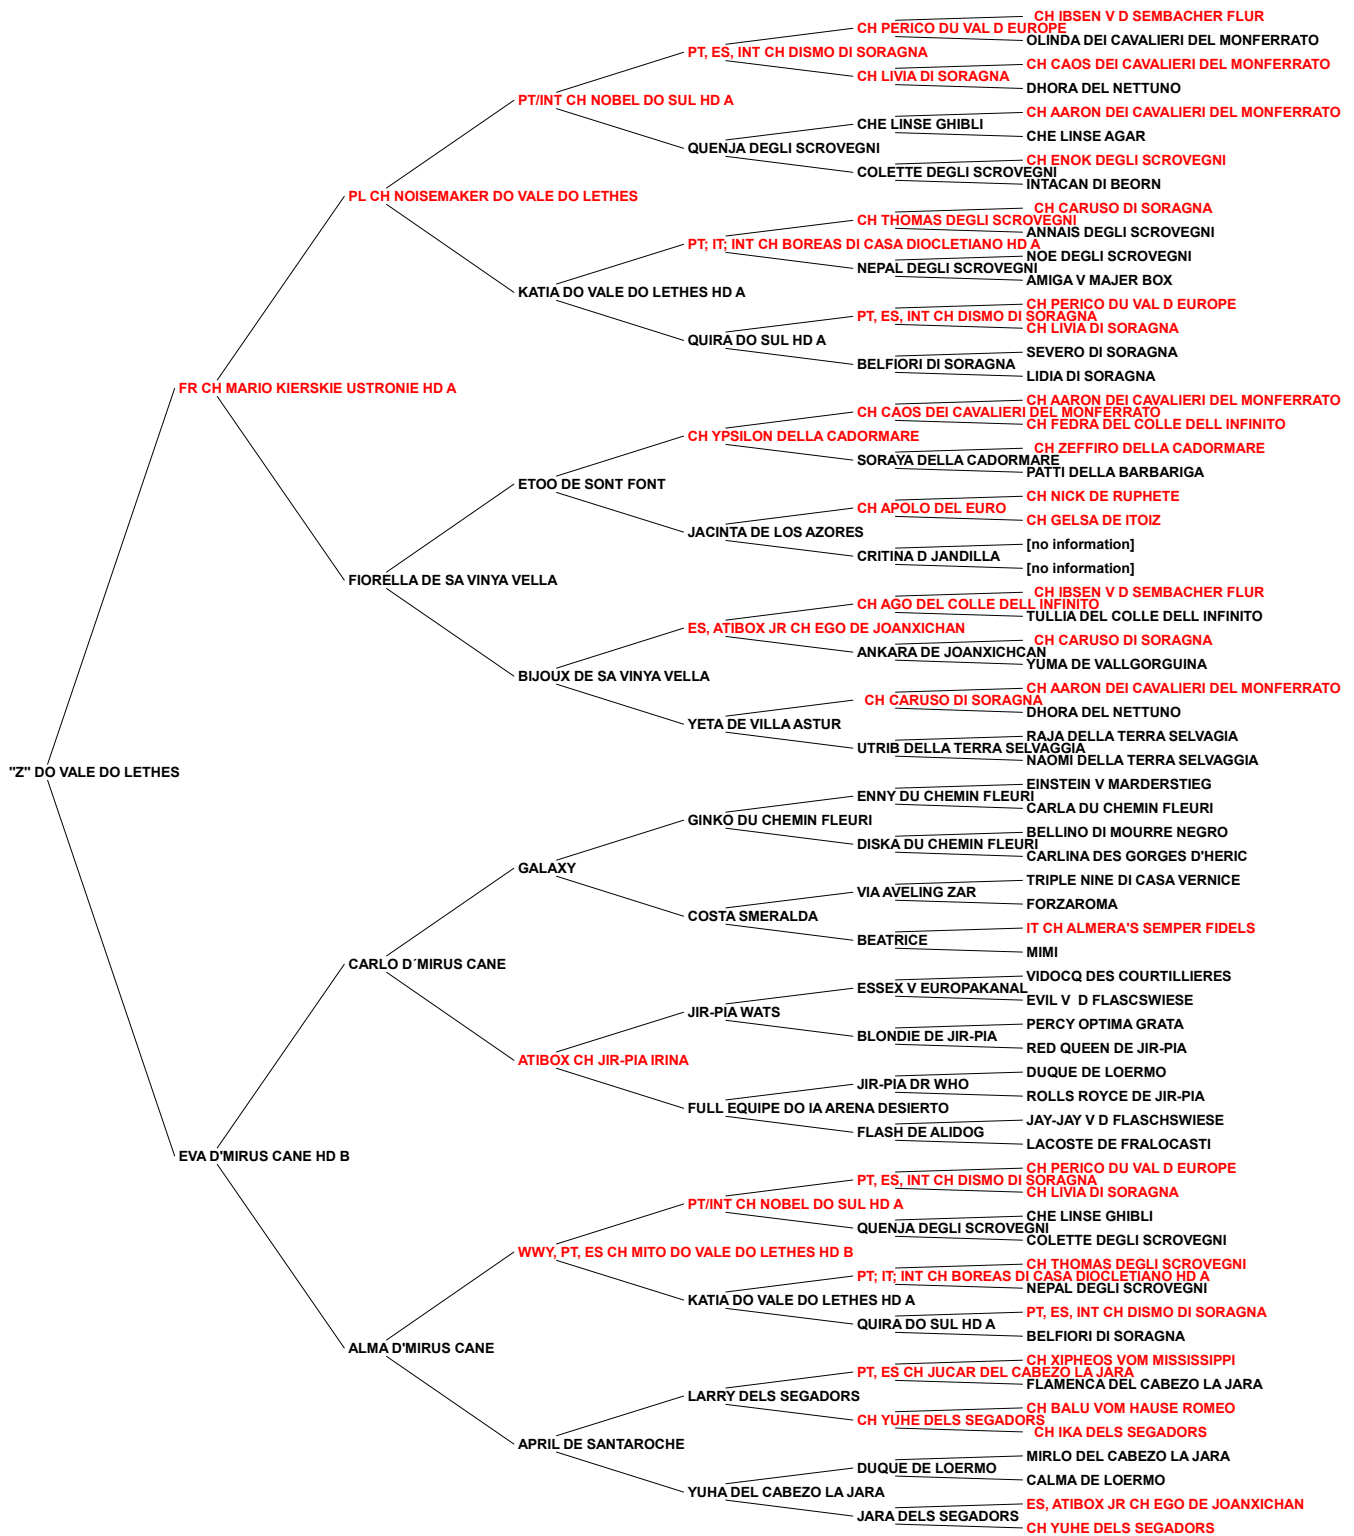 CH IBSEN V D SEMBACHER FLUR
CH PERICO DU VAL D EUROPE
OLINDA DEI CAVALIERI DEL MONFERRATO
PT, ES, INT CH DISMO DI SORAGNA
CH CAOS DEI CAVALIERI DEL MONFERRATO
CH LIVIA DI SORAGNA
DHORA DEL NETTUNO
PT/INT CH NOBEL DO SUL HD A
CH AARON DEI CAVALIERI DEL MONFERRATO
CHE LINSE GHIBLI
CHE LINSE AGAR
QUENJA DEGLI SCROVEGNI
CH ENOK DEGLI SCROVEGNI
COLETTE DEGLI SCROVEGNI
INTACAN DI BEORN
PL CH NOISEMAKER DO VALE DO LETHES
CH CARUSO DI SORAGNA
CH THOMAS DEGLI SCROVEGNI
ANNAIS DEGLI SCROVEGNI
PT; IT; INT CH BOREAS DI CASA DIOCLETIANO HD A
NOE DEGLI SCROVEGNI
NEPAL DEGLI SCROVEGNI
AMIGA V MAJER BOX
KATIA DO VALE DO LETHES HD A
CH PERICO DU VAL D EUROPE
PT, ES, INT CH DISMO DI SORAGNA
CH LIVIA DI SORAGNA
QUIRA DO SUL HD A
SEVERO DI SORAGNA
BELFIORI DI SORAGNA
LIDIA DI SORAGNA
FR CH MARIO KIERSKIE USTRONIE HD A
CH AARON DEI CAVALIERI DEL MONFERRATO
CH CAOS DEI CAVALIERI DEL MONFERRATO
CH FEDRA DEL COLLE DELL INFINITO
CH YPSILON DELLA CADORMARE
CH ZEFFIRO DELLA CADORMARE
SORAYA DELLA CADORMARE
PATTI DELLA BARBARIGA
ETOO DE SONT FONT
CH NICK DE RUPHETE
CH APOLO DEL EURO
CH GELSA DE ITOIZ
JACINTA DE LOS AZORES
[no information]
CRITINA D JANDILLA
[no information]
FIORELLA DE SA VINYA VELLA
CH IBSEN V D SEMBACHER FLUR
CH AGO DEL COLLE DELL INFINITO
TULLIA DEL COLLE DELL INFINITO
ES, ATIBOX JR CH EGO DE JOANXICHAN
CH CARUSO DI SORAGNA
ANKARA DE JOANXICHCAN
YUMA DE VALLGORGUINA
BIJOUX DE SA VINYA VELLA
CH AARON DEI CAVALIERI DEL MONFERRATO
CH CARUSO DI SORAGNA
DHORA DEL NETTUNO
YETA DE VILLA ASTUR
RAJA DELLA TERRA SELVAGIA
UTRIB DELLA TERRA SELVAGGIA
NAOMI DELLA TERRA SELVAGGIA
"Z" DO VALE DO LETHES
EINSTEIN V MARDERSTIEG
ENNY DU CHEMIN FLEURI
CARLA DU CHEMIN FLEURI
GINKO DU CHEMIN FLEURI
BELLINO DI MOURRE NEGRO
DISKA DU CHEMIN FLEURI
CARLINA DES GORGES D'HERIC
GALAXY
TRIPLE NINE DI CASA VERNICE
VIA AVELING ZAR
FORZAROMA
COSTA SMERALDA
IT CH ALMERA'S SEMPER FIDELS
BEATRICE
MIMI
CARLO D´MIRUS CANE
VIDOCQ DES COURTILLIERES
ESSEX V EUROPAKANAL
EVIL V  D FLASCSWIESE
JIR-PIA WATS
PERCY OPTIMA GRATA
BLONDIE DE JIR-PIA
RED QUEEN DE JIR-PIA
ATIBOX CH JIR-PIA IRINA
DUQUE DE LOERMO
JIR-PIA DR WHO
ROLLS ROYCE DE JIR-PIA
FULL EQUIPE DO IA ARENA DESIERTO
JAY-JAY V D FLASCHSWIESE
FLASH DE ALIDOG
LACOSTE DE FRALOCASTI
EVA D'MIRUS CANE HD B
CH PERICO DU VAL D EUROPE
PT, ES, INT CH DISMO DI SORAGNA
CH LIVIA DI SORAGNA
PT/INT CH NOBEL DO SUL HD A
CHE LINSE GHIBLI
QUENJA DEGLI SCROVEGNI
COLETTE DEGLI SCROVEGNI
WWY, PT, ES CH MITO DO VALE DO LETHES HD B
CH THOMAS DEGLI SCROVEGNI
PT; IT; INT CH BOREAS DI CASA DIOCLETIANO HD A
NEPAL DEGLI SCROVEGNI
KATIA DO VALE DO LETHES HD A
PT, ES, INT CH DISMO DI SORAGNA
QUIRA DO SUL HD A
BELFIORI DI SORAGNA
ALMA D'MIRUS CANE
CH XIPHEOS VOM MISSISSIPPI
PT, ES CH JUCAR DEL CABEZO LA JARA
FLAMENCA DEL CABEZO LA JARA
LARRY DELS SEGADORS
CH BALU VOM HAUSE ROMEO
CH YUHE DELS SEGADORS
CH IKA DELS SEGADORS
APRIL DE SANTAROCHE
MIRLO DEL CABEZO LA JARA
DUQUE DE LOERMO
CALMA DE LOERMO
YUHA DEL CABEZO LA JARA
ES, ATIBOX JR CH EGO DE JOANXICHAN
JARA DELS SEGADORS
CH YUHE DELS SEGADORS